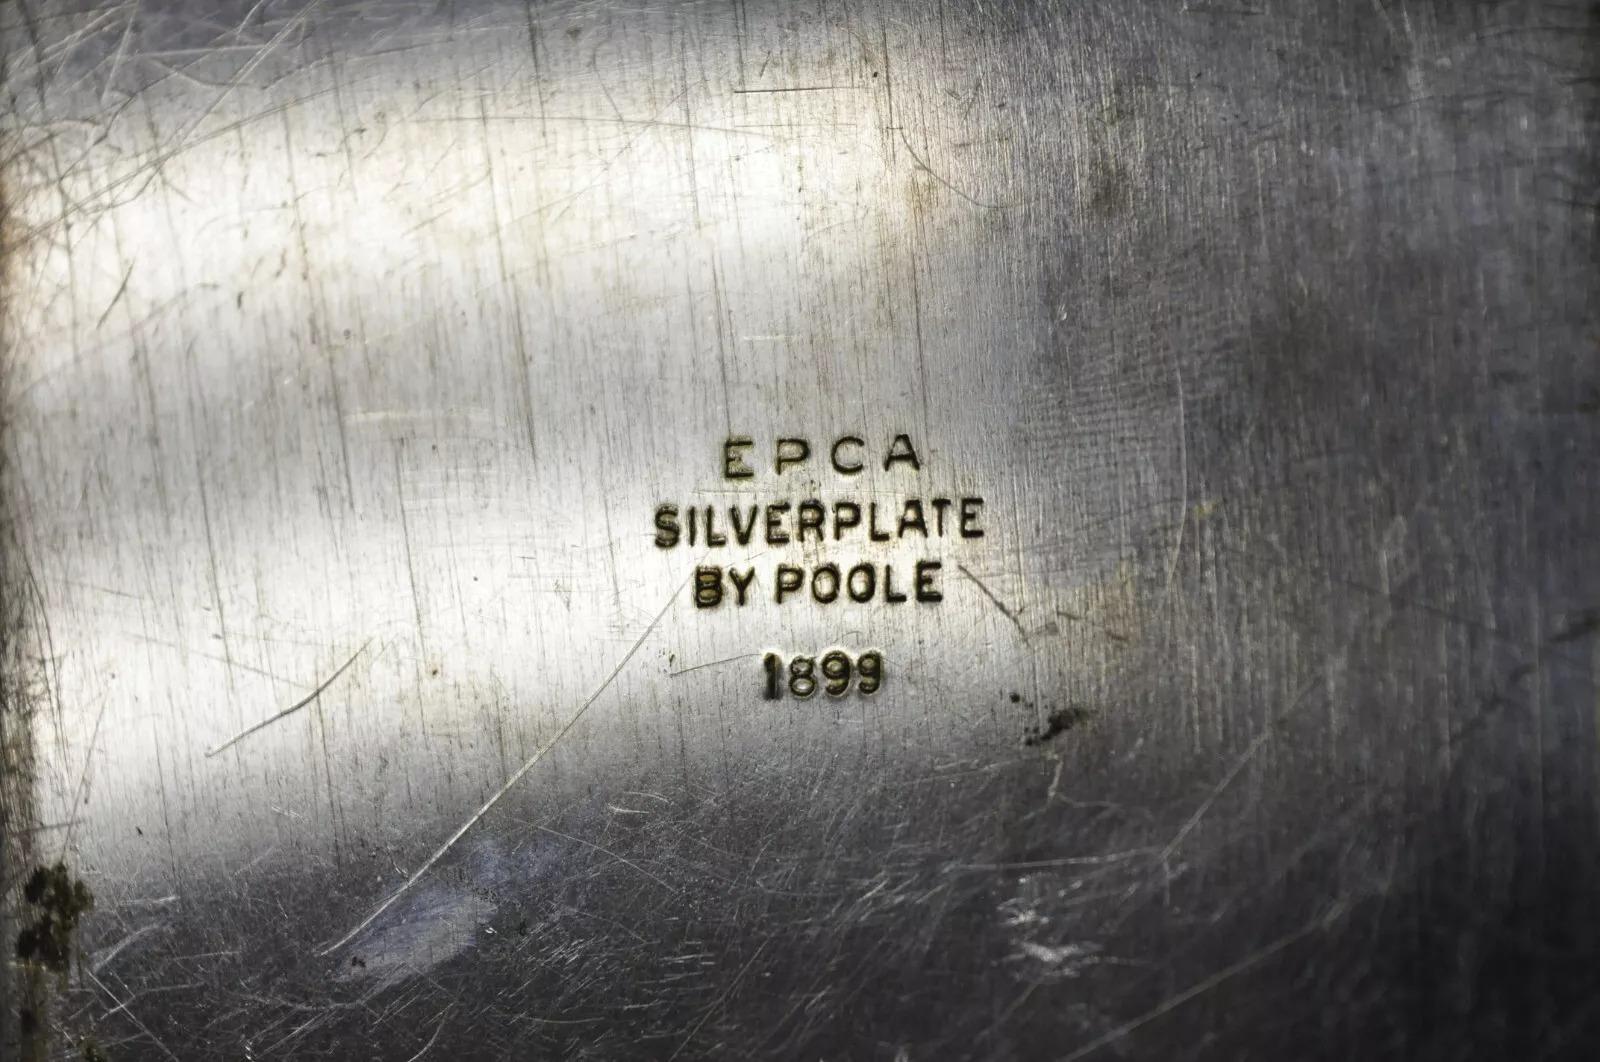 EPCA
SILVERPLATE
BY POOLE
1899